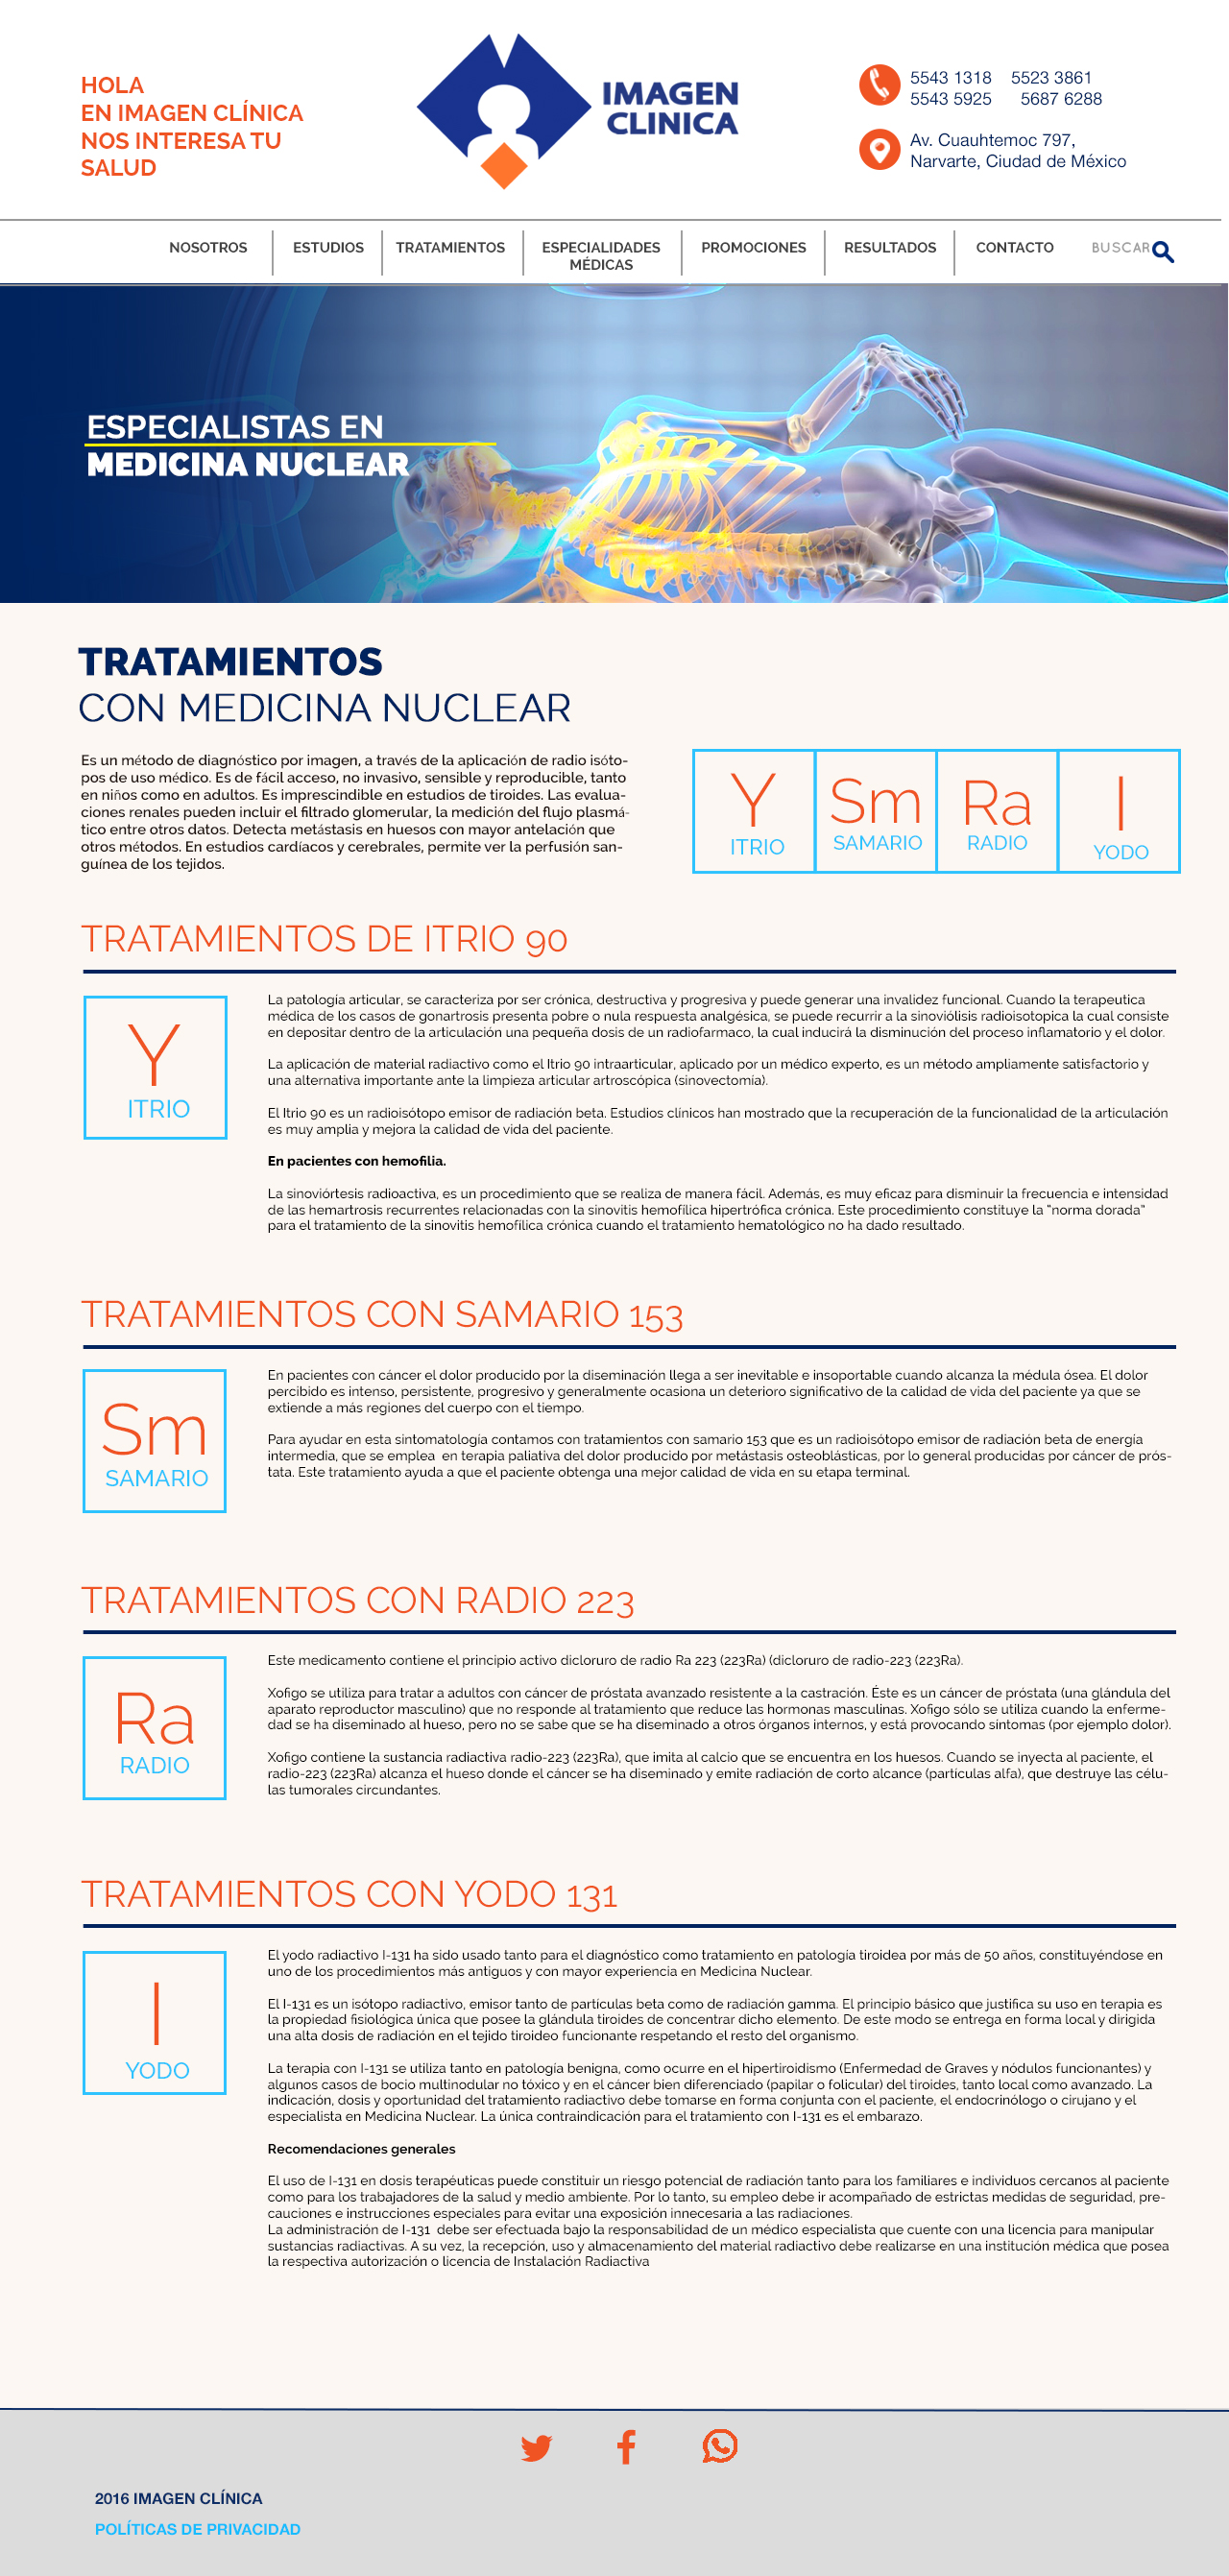 HOLA
EN IMAGEN CLÍNICA
NOS INTERESA TU
SALUD
IMAGEN
CLINICA
5543 1318 5523 3861
5543 5925 5687 6288
Av. Cuauhtemoc 797,
Narvarte, Ciudad de México
NOSOTROS
ESTUDIOS
TRATAMIENTOS
ESPECIALIDADES
MÉDICAS
PROMOCIONES
RESULTADOS
CONTACTO
BUSCAR
ESPECIALISTAS EN
MEDICINA NUCLEAR
TRATAMIENTOS
CON MEDICINA NUCLEAR
Es un método de diagnóstico por imagen, a través de la aplicación de radio isóto-
pos de uso médico. Es de fácil acceso, no invasivo, sensible y reproducible, tanto
en niños como en adultos. Es imprescindible en estudios de tiroides. Las evalua-
ciones renales pueden incluir el filtrado glomerular, la medición del flujo plasmá-
tico entre otros datos. Detecta metástasis en huesos con mayor antelación que
otros métodos. En estudios cardíacos y cerebrales, permite ver la perfusión san-
guínea de los tejidos.
Y
ITRIO
Sm
SAMARIO
Ra
RADIO
I
YODO
TRATAMIENTOS DE ITRIO 90
Y
ITRIO
La patología articular, se caracteriza por ser crónica, destructiva y progresiva y puede generar una invalidez funcional. Cuando la terapeutica
médica de los casos de gonartrosis presenta pobre o nula respuesta analgésica, se puede recurrir a la sinoviólisis radioisotopica la cual consiste
en depositar dentro de la articulación una pequeña dosis de un radiofarmaco, la cual inducirá la disminución del proceso inflamatorio y el dolor.
La aplicación de material radiactivo como el Itrio 90 intraarticular, aplicado por un médico experto, es un método ampliamente satisfactorio y
una alternativa importante ante la limpieza articular artroscópica (sinovectomía).
El Itrio 90 es un radioisótopo emisor de radiación beta. Estudios clínicos han mostrado que la recuperación de la funcionalidad de la articulación
es muy amplia y mejora la calidad de vida del paciente.
En pacientes con hemofilia.
La sinoviórtesis radioactiva, es un procedimiento que se realiza de manera fácil. Además, es muy eficaz para disminuir la frecuencia e intensidad
de las hemartrosis recurrentes relacionadas con la sinovitis hemofílica hipertrófica crónica. Este procedimiento constituye la "norma dorada"
para el tratamiento de la sinovitis hemofílica crónica cuando el tratamiento hematológico no ha dado resultado.
TRATAMIENTOS CON SAMARIO 153
Sm
SAMARIO
En pacientes con cáncer el dolor producido por la diseminación llega a ser inevitable e insoportable cuando alcanza la médula ósea. El dolor
percibido es intenso, persistente, progresivo y generalmente ocasiona un deterioro significativo de la calidad de vida del paciente ya que se
extiende a más regiones del cuerpo con el tiempo.
Para ayudar en esta sintomatología contamos con tratamientos con samario 153 que es un radioisótopo emisor de radiación beta de energía
intermedia, que se emplea en terapia paliativa del dolor producido por metástasis osteoblásticas, por lo general producidas por cáncer de prós-
tata. Este tratamiento ayuda a que el paciente obtenga una mejor calidad de vida en su etapa terminal.
TRATAMIENTOS CON RADIO 223
Ra
RADIO
Este medicamento contiene el principio activo dicloruro de radio Ra 223 (223Ra) (dicloruro de radio-223 (223Ra).
Xofigo se utiliza para tratar a adultos con cáncer de próstata avanzado resistente a la castración. Éste es un cáncer de próstata (una glándula del
aparato reproductor masculino) que no responde al tratamiento que reduce las hormonas masculinas. Xofigo sólo se utiliza cuando la enferme-
dad se ha diseminado al hueso, pero no se sabe que se ha diseminado a otros órganos internos, y está provocando síntomas (por ejemplo dolor).
Xofigo contiene la sustancia radiactiva radio-223 (223Ra), que imita al calcio que se encuentra en los huesos. Cuando se inyecta al paciente, el
radio-223 (223Ra) alcanza el hueso donde el cáncer se ha diseminado y emite radiación de corto alcance (partículas alfa), que destruye las célu-
las tumorales circundantes.
TRATAMIENTOS CON YODO 131
I
YODO
El yodo radiactivo I-131 ha sido usado tanto para el diagnóstico como tratamiento en patología tiroidea por más de 50 años, constituyéndose en
uno de los procedimientos más antiguos y con mayor experiencia en Medicina Nuclear.
El I-131 es un isótopo radiactivo, emisor tanto de partículas beta como de radiación gamma. El principio básico que justifica su uso en terapia es
la propiedad fisiológica única que posee la glándula tiroides de concentrar dicho elemento. De este modo se entrega en forma local y dirigida
una alta dosis de radiación en el tejido tiroideo funcionante respetando el resto del organismo.
La terapia con I-131 se utiliza tanto en patología benigna, como ocurre en el hipertiroidismo (Enfermedad de Graves y nódulos funcionantes) y
algunos casos de bocio multinodular no tóxico y en el cáncer bien diferenciado (papilar o folicular) del tiroides, tanto local como avanzado. La
indicación, dosis y oportunidad del tratamiento radiactivo debe tomarse en forma conjunta con el paciente, el endocrinólogo o cirujano y el
especialista en Medicina Nuclear. La única contraindicación para el tratamiento con I-131 es el embarazo.
Recomendaciones generales
El uso de I-131 en dosis terapéuticas puede constituir un riesgo potencial de radiación tanto para los familiares e individuos cercanos al paciente
como para los trabajadores de la salud y medio ambiente. Por lo tanto, su empleo debe ir acompañado de estrictas medidas de seguridad, pre-
cauciones e instrucciones especiales para evitar una exposición innecesaria a las radiaciones.
La administración de I-131 debe ser efectuada bajo la responsabilidad de un médico especialista que cuente con una licencia para manipular
sustancias radiactivas. A su vez, la recepción, uso y almacenamiento del material radiactivo debe realizarse en una institución médica que posea
la respectiva autorización o licencia de Instalación Radiactiva
2016 IMAGEN CLÍNICA
POLÍTICAS DE PRIVACIDAD